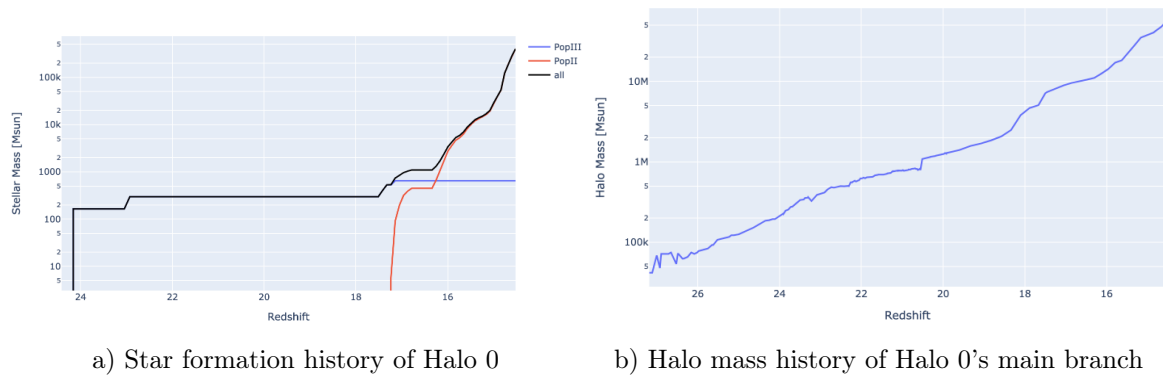 5
2
100k
5
2
10k
5
2
1000
5
2
100
5
2
10
5
Stellar Mass [Msun]
24
22
20
18
16
Redshift
PopIII
PopII
all
M
5
2
10M
5
2
1M
5
2
100k
5
Halo Mass [Msun]
26
24
22
20
18
16
Redshift
a) Star formation history of Halo 0
b) Halo mass history of Halo 0's main branch